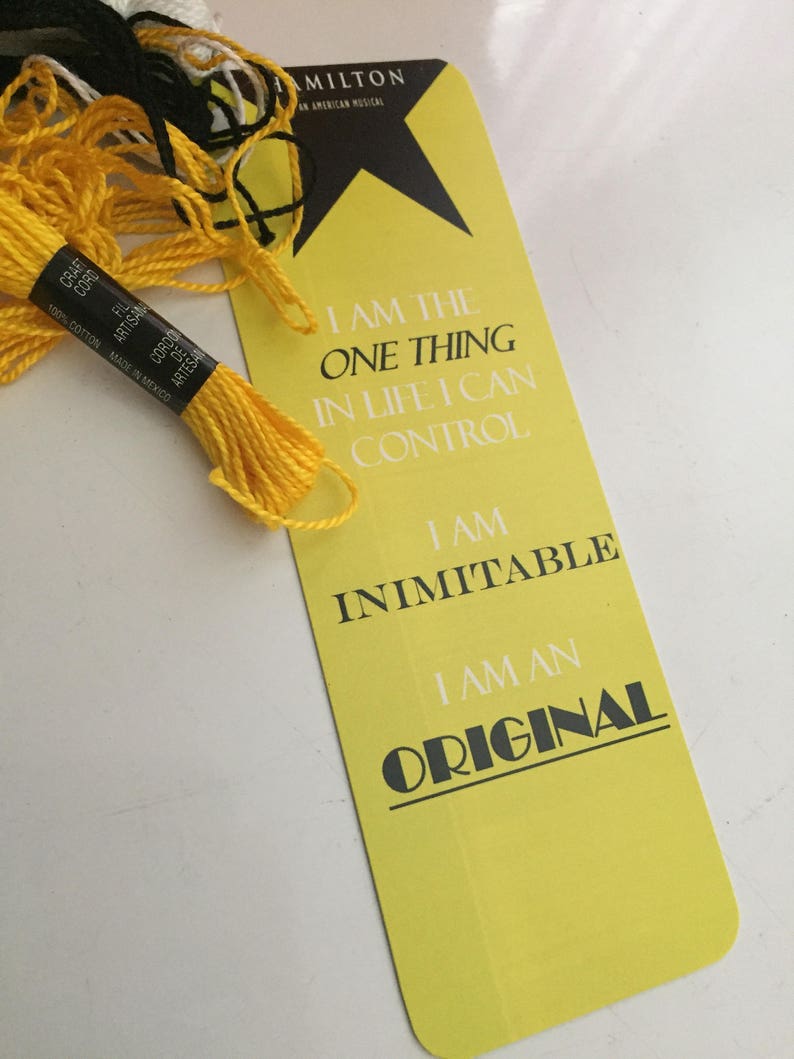 HAMILTON
AN AMERICAN MUSICAL
I AM THE
ONE THING
IN LIFE I CAN
CONTROL
I AM
INIMITABLE
I AM AN
ORIGINAL
CRAFT
CORD
FIL
ARTISANAL
CORDON
DE
ARTESAN
100% COTTON
MADE IN MEXICO